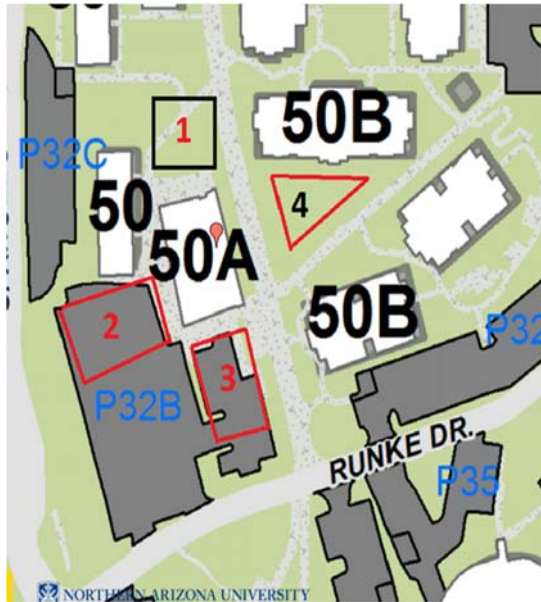 1
50B
P32C
50
4
50A
2
50B
P32
3
P32B
RUNKE DR.
P35
NORTHERN ARIZONA UNIVERSITY